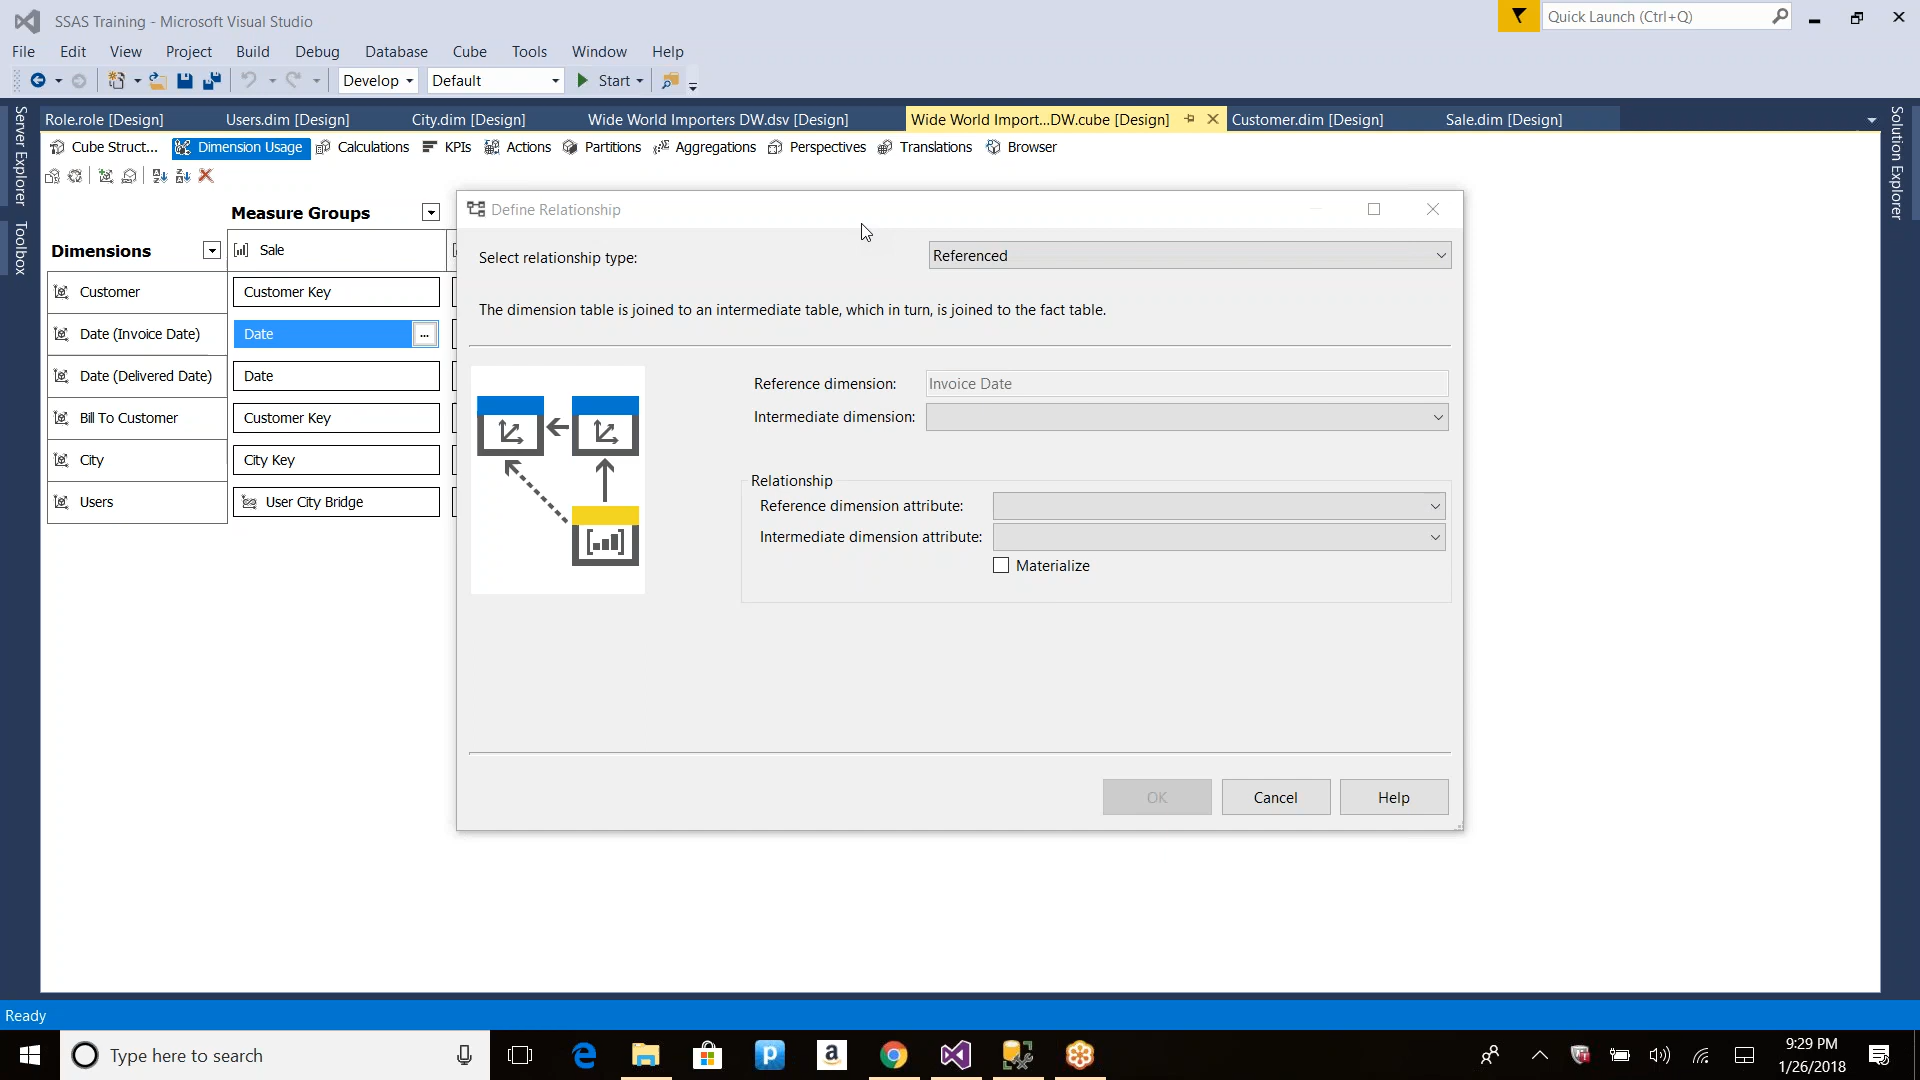 SSAS Training - Microsoft Visual Studio
Quick Launch (Ctrl+Q)
File Edit View Project Build Debug Database Cube Tools Window Help
Develop Default Start
Server Explorer
Toolbox
Solution Explorer
Role.role [Design] Users.dim [Design] City.dim [Design] Wide World Importers DW.dsv [Design] Wide World Import...DW.cube [Design] Customer.dim [Design] Sale.dim [Design]
Cube Struct... Dimension Usage Calculations KPIs Actions Partitions Aggregations Perspectives Translations Browser
Measure Groups
Dimensions
Sale
Customer
Customer Key
Date (Invoice Date)
Date
...
Date (Delivered Date)
Date
Bill To Customer
Customer Key
City
City Key
Users
User City Bridge
Define Relationship
Select relationship type:
Referenced
The dimension table is joined to an intermediate table, which in turn, is joined to the fact table.
Reference dimension:
Invoice Date
Intermediate dimension:
Relationship
Reference dimension attribute:
Intermediate dimension attribute:
Materialize
OK
Cancel
Help
Ready
Type here to search
9:29 PM
1/26/2018